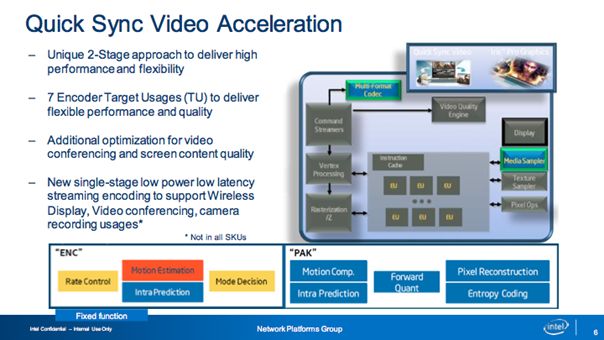 Quick Sync Video Acceleration
– Unique 2-Stage approach to deliver high
performance and flexibility
– 7 Encoder Target Usages (TU) to deliver
flexible performance and quality
– Additional optimization for video
conferencing and screen content quality
– New single-stage low power low latency
streaming encoding to support Wireless
Display, Video conferencing, camera
recording usages*
* Not in all SKUs
Quick Sync Video
Iris™ Pro Graphics
Multi-Format
Codec
Command
Streamers
Video Quality
Engine
Display
Vertex
Processing
Instruction
Cache
Media Sampler
EU EU EU
Texture
Sampler
Rasterization
/Z
EU EU EU
Pixel Ops
"ENC"
Rate Control
Motion Estimation
Intra Prediction
Mode Decision
"PAK"
Motion Comp.
Intra Prediction
Forward
Quant
Pixel Reconstruction
Entropy Coding
Fixed function
Intel Confidential – Internal Use Only
Network Platforms Group
intel
6